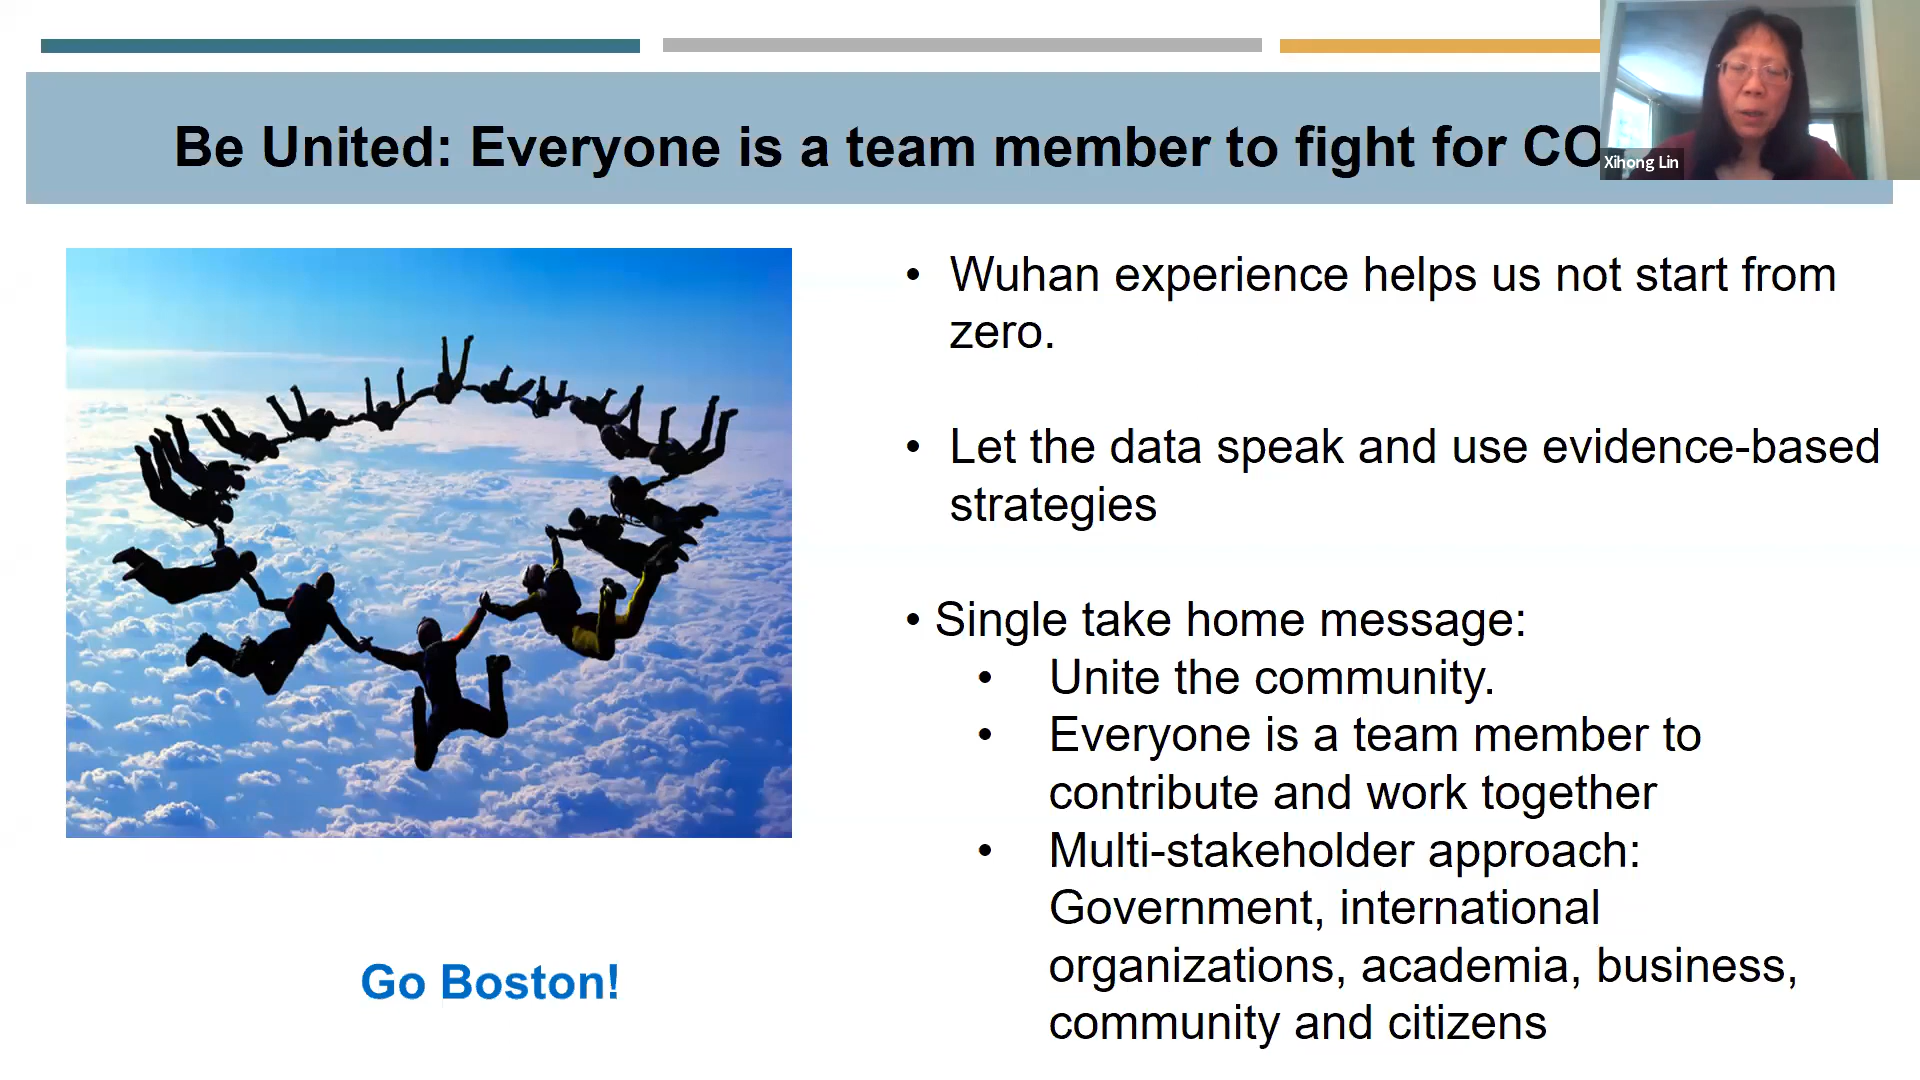 Be United: Everyone is a team member to fight for CO
Xihong Lin
• Wuhan experience helps us not start from
zero.
• Let the data speak and use evidence-based
strategies
• Single take home message:
• Unite the community.
• Everyone is a team member to
contribute and work together
• Multi-stakeholder approach:
Government, international
organizations, academia, business,
community and citizens
Go Boston!